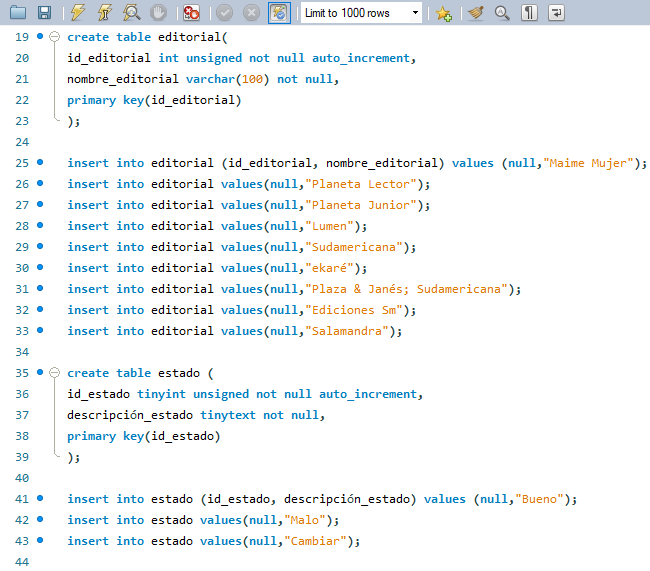 Limit to 1000 rows
19 create table editorial(
20 id_editorial int unsigned not null auto_increment,
21 nombre_editorial varchar(100) not null,
22 primary key(id_editorial)
23 );
24
25 insert into editorial (id_editorial, nombre_editorial) values (null,"Maime Mujer");
26 insert into editorial values(null,"Planeta Lector");
27 insert into editorial values(null,"Planeta Junior");
28 insert into editorial values(null,"Lumen");
29 insert into editorial values(null,"Sudamericana");
30 insert into editorial values(null,"ekaré");
31 insert into editorial values(null,"Plaza & Janés; Sudamericana");
32 insert into editorial values(null,"Ediciones Sm");
33 insert into editorial values(null,"Salamandra");
34
35 create table estado (
36 id_estado tinyint unsigned not null auto_increment,
37 descripción_estado tinytext not null,
38 primary key(id_estado)
39 );
40
41 insert into estado (id_estado, descripción_estado) values (null,"Bueno");
42 insert into estado values(null,"Malo");
43 insert into estado values(null,"Cambiar");
44